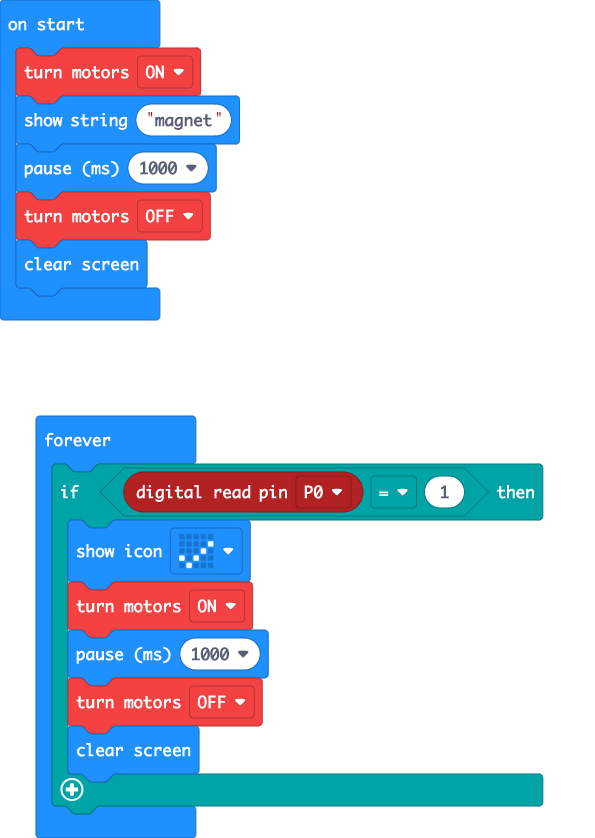 on start
turn motors ON
show string "magnet"
pause (ms) 1000
turn motors OFF
clear screen
forever
if digital read pin P0 = 1 then
show icon
turn motors ON
pause (ms) 1000
turn motors OFF
clear screen